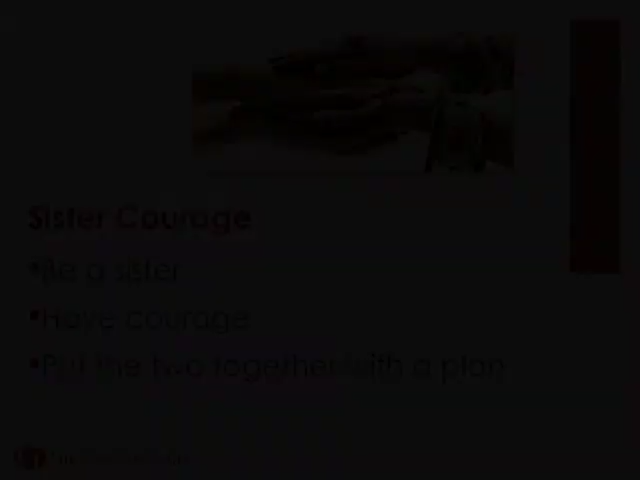 Sister Courage
▪Be a sister
▪Have courage
▪Put the two together with a plan